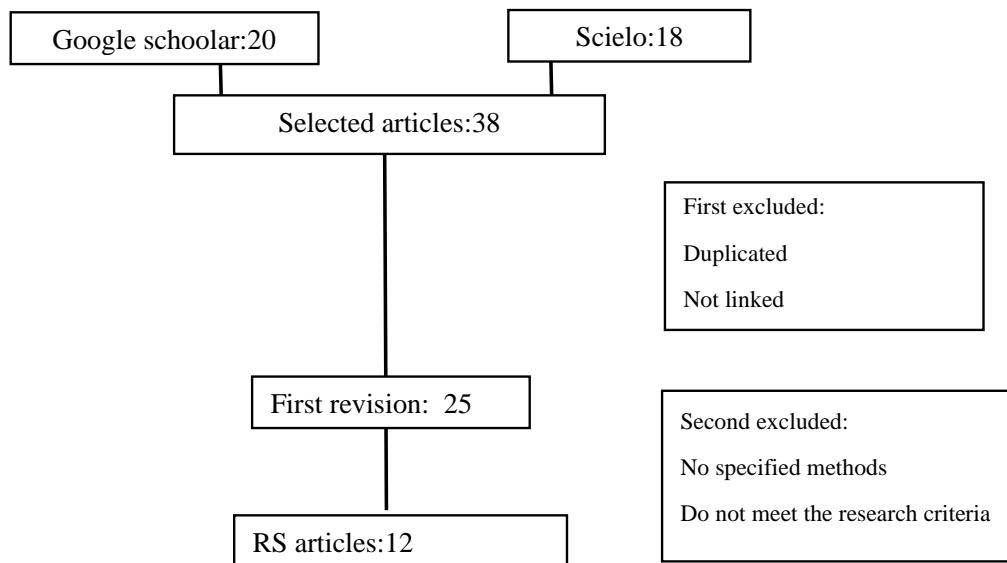 Google schoolar:20
Scielo:18
Selected articles:38
First excluded:
Duplicated
Not linked
First revision: 25
Second excluded:
No specified methods
Do not meet the research criteria
RS articles:12